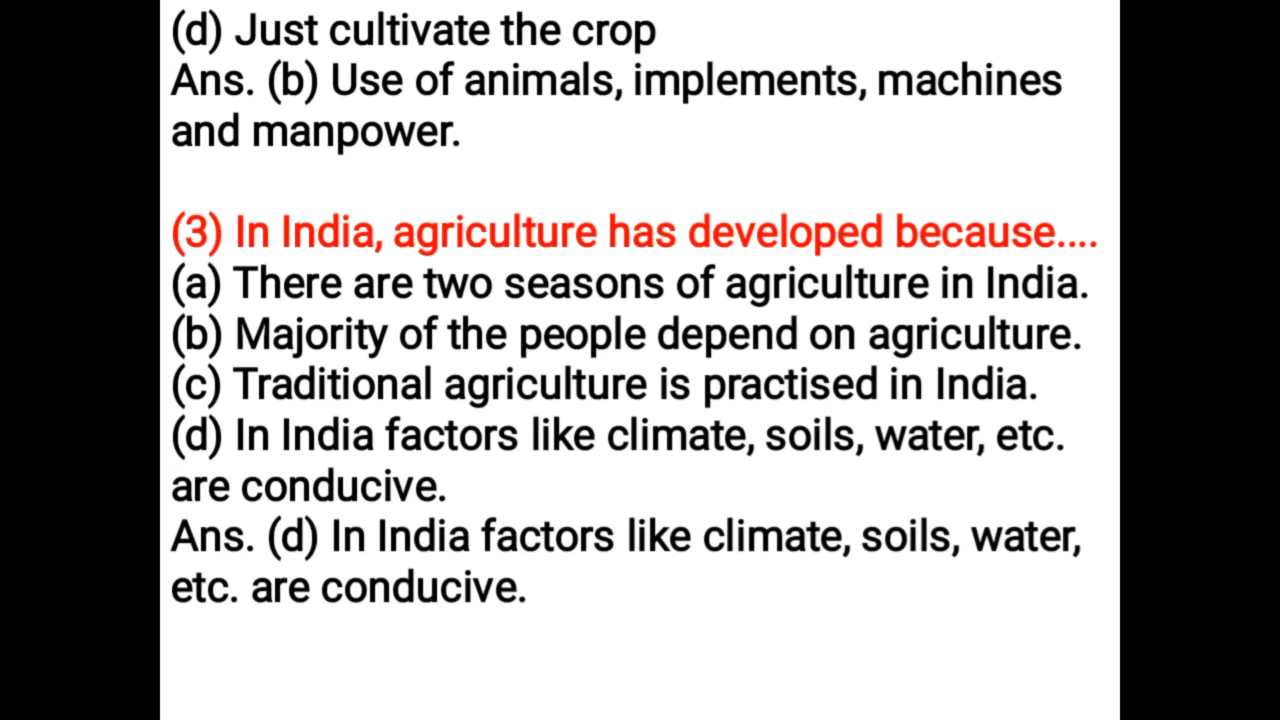 (d) Just cultivate the crop
Ans. (b) Use of animals, implements, machines
and manpower.
(3) In India, agriculture has developed because....
(a) There are two seasons of agriculture in India.
(b) Majority of the people depend on agriculture.
(c) Traditional agriculture is practised in India.
(d) In India factors like climate, soils, water, etc.
are conducive.
Ans. (d) In India factors like climate, soils, water,
etc. are conducive.